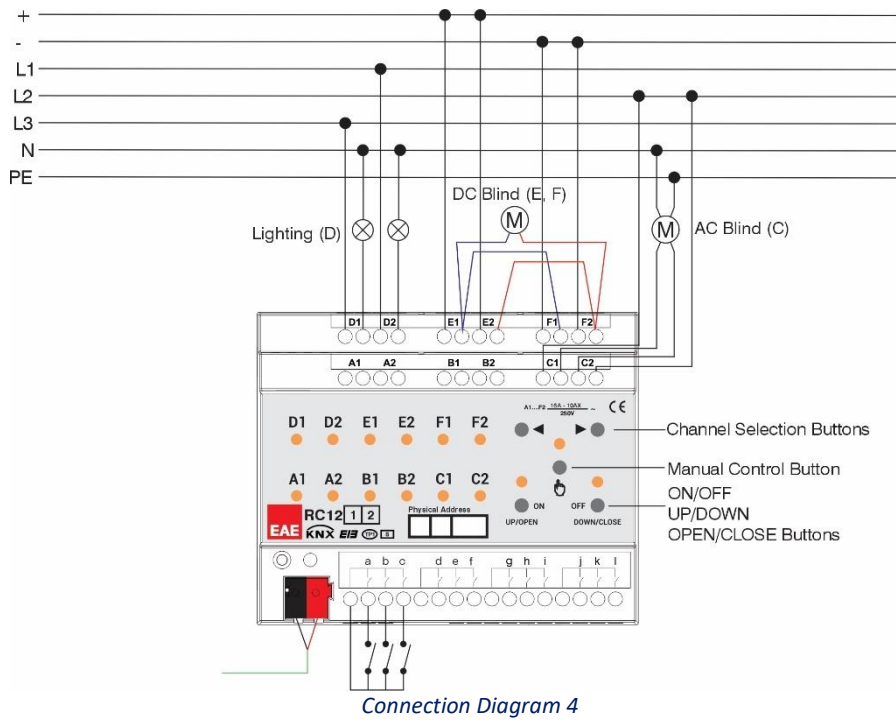 +
-
L1
L2
L3
N
PE
DC Blind (E, F)
M
Lighting (D)
M
AC Blind (C)
D1 D2 E1 E2 F1 F2
A1 A2 B1 B2 C1 C2
A1...F2 16A - 16AX ~
250V
CE
D1 D2 E1 E2 F1 F2
Channel Selection Buttons
Manual Control Button
A1 A2 B1 B2 C1 C2
ON OFF
UP/OPEN DOWN/CLOSE
ON/OFF
UP/DOWN
OPEN/CLOSE Buttons
EAE
RC12 1 2
Physical Address
KNX EIB TP1 S
a b c d e f g h i j k l
Connection Diagram 4